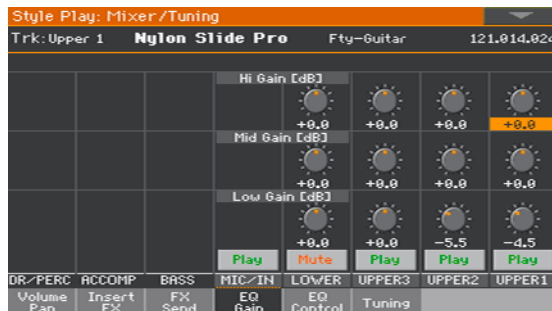 Style Play: Mixer/Tuning
Trk: Upper 1 Nylon Slide Pro Fty-Guitar 121.014.024
Hi Gain [dB]
+0.0 +0.0 +0.0 +0.0
Mid Gain [dB]
+0.0 +0.0 +0.0 +0.0
Low Gain [dB]
+0.0 +0.0 -5.5 -4.5
Play Mute Play Play Play
DR/PERC ACCOMP BASS MIC/IN LOWER UPPER3 UPPER2 UPPER1
Volume Insert FX EQ EQ Tuning
Pan FX Send Gain Control